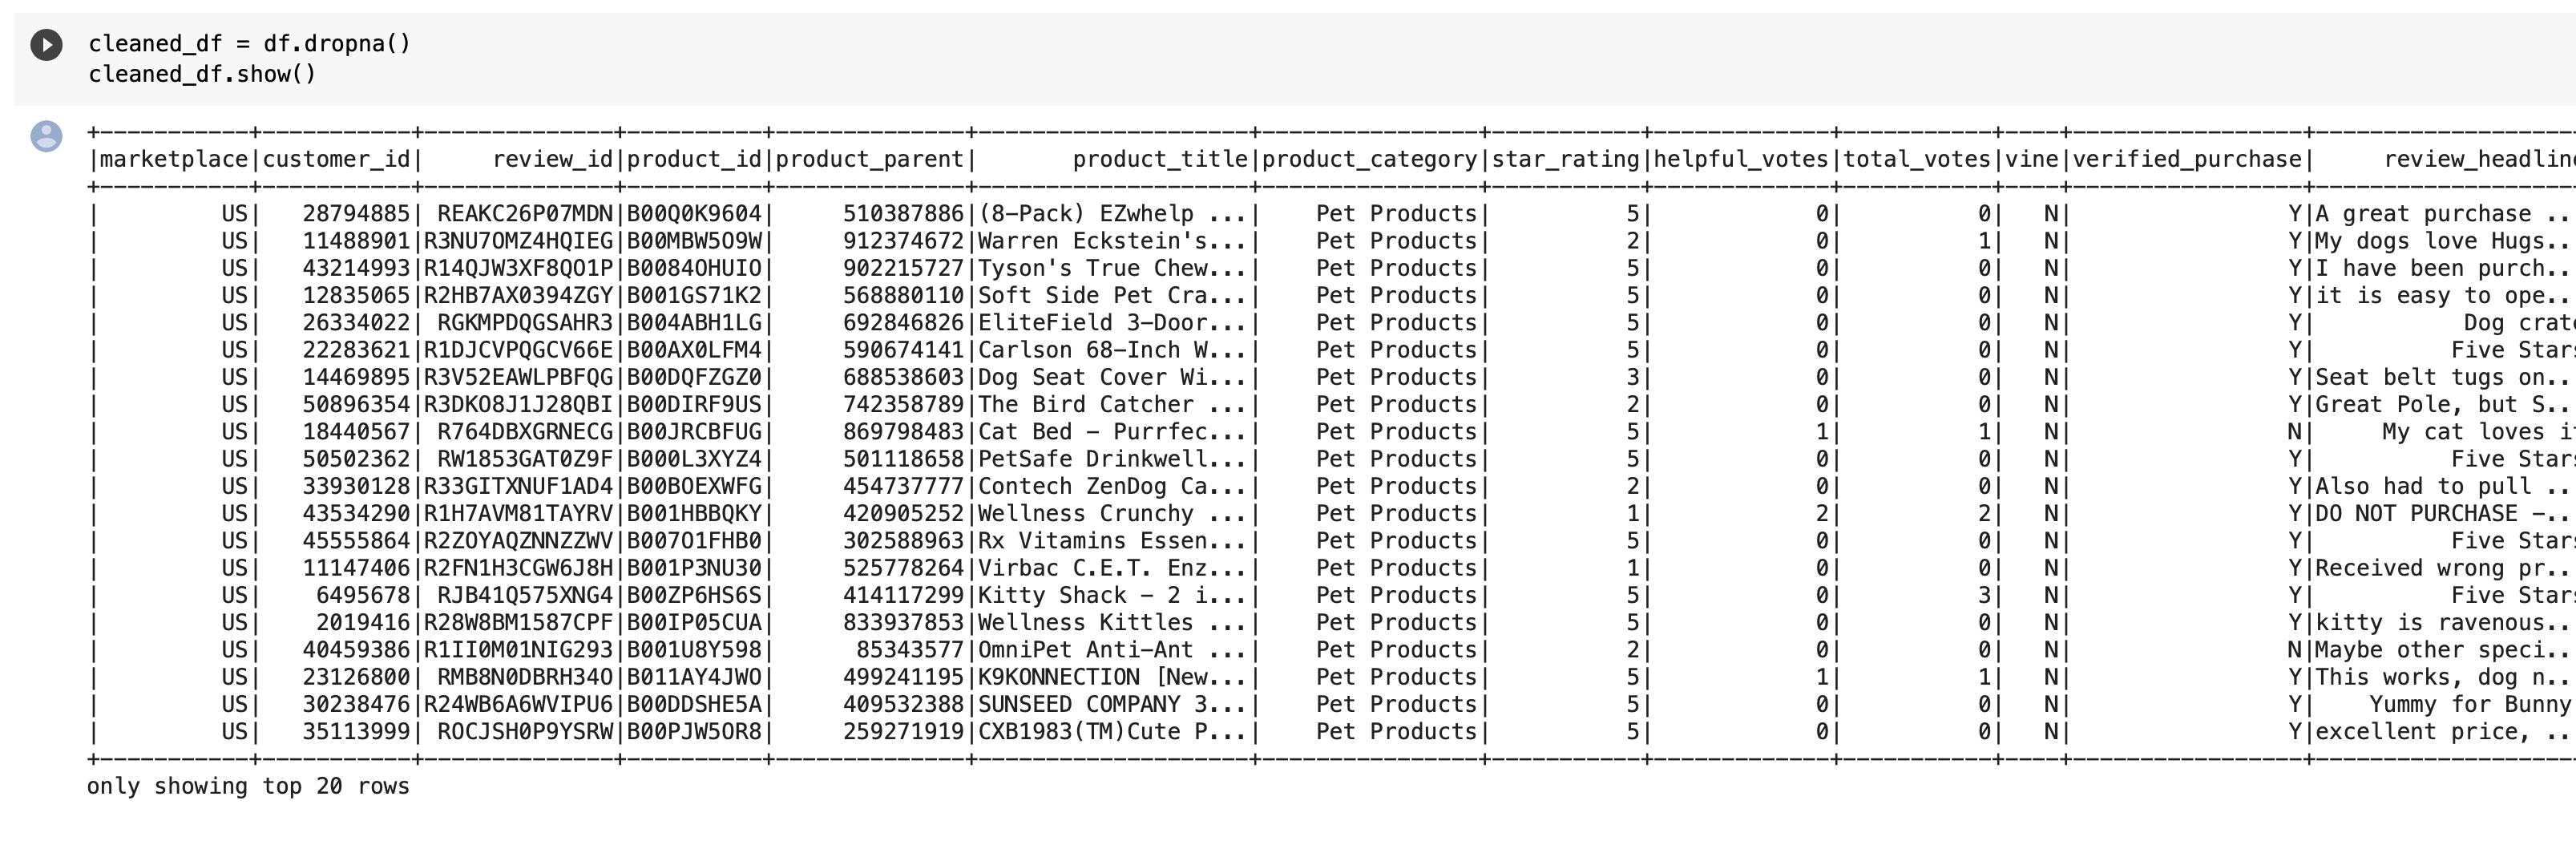 cleaned_df = df.dropna()
cleaned_df.show()
+-----------+-----------+--------------+----------+--------------+--------------------+----------------+-----------+-------------+-----------+----+-----------------+--------------------
|marketplace|customer_id|     review_id|product_id|product_parent|       product_title|product_category|star_rating|helpful_votes|total_votes|vine|verified_purchase|     review_headlin
+-----------+-----------+--------------+----------+--------------+--------------------+----------------+-----------+-------------+-----------+----+-----------------+--------------------
|         US|   28794885| REAKC26P07MDN|B00Q0K9604|     510387886|(8-Pack) EZwhelp ...|    Pet Products|          5|            0|          0|   N|                Y|A great purchase ..
|         US|   11488901|R3NU7OMZ4HQIEG|B00MBW5O9W|     912374672|Warren Eckstein's...|    Pet Products|          2|            0|          1|   N|                Y|My dogs love Hugs..
|         US|   43214993|R14QJW3XF8QO1P|B0084OHUIO|     902215727|Tyson's True Chew...|    Pet Products|          5|            0|          0|   N|                Y|I have been purch..
|         US|   12835065|R2HB7AX0394ZGY|B001GS71K2|     568880110|Soft Side Pet Cra...|    Pet Products|          5|            0|          0|   N|                Y|it is easy to ope..
|         US|   26334022| RGKMPDQGSAHR3|B004ABH1LG|     692846826|EliteField 3-Door...|    Pet Products|          5|            0|          0|   N|                Y|           Dog crat
|         US|   22283621|R1DJCVPQGCV66E|B00AX0LFM4|     590674141|Carlson 68-Inch W...|    Pet Products|          5|            0|          0|   N|                Y|          Five Stars
|         US|   14469895|R3V52EAWLPBFQG|B00DQFZGZ0|     688538603|Dog Seat Cover Wi...|    Pet Products|          3|            0|          0|   N|                Y|Seat belt tugs on..
|         US|   50896354|R3DKO8J1J28QBI|B00DIRF9US|     742358789|The Bird Catcher ...|    Pet Products|          2|            0|          0|   N|                Y|Great Pole, but S..
|         US|   18440567| R764DBXGRNECG|B00JRCBFUG|     869798483|Cat Bed - Purrfec...|    Pet Products|          5|            1|          1|   N|                N|     My cat loves it
|         US|   50502362| RW1853GAT0Z9F|B000L3XYZ4|     501118658|PetSafe Drinkwell...|    Pet Products|          5|            0|          0|   N|                Y|          Five Stars
|         US|   33930128|R33GITXNUF1AD4|B00BOEXWFG|     454737777|Contech ZenDog Ca...|    Pet Products|          2|            0|          0|   N|                Y|Also had to pull ..
|         US|   43534290|R1H7AVM81TAYRV|B001HBBQKY|     420905252|Wellness Crunchy ...|    Pet Products|          1|            2|          2|   N|                Y|DO NOT PURCHASE -..
|         US|   45555864|R2ZOYAQZNNZZWV|B007O1FHB0|     302588963|Rx Vitamins Essen...|    Pet Products|          5|            0|          0|   N|                Y|          Five Stars
|         US|   11147406|R2FN1H3CGW6J8H|B001P3NU30|     525778264|Virbac C.E.T. Enz...|    Pet Products|          1|            0|          0|   N|                Y|Received wrong pr..
|         US|    6495678| RJB41Q575XNG4|B00ZP6HS6S|     414117299|Kitty Shack - 2 i...|    Pet Products|          5|            0|          3|   N|                Y|          Five Stars
|         US|    2019416|R28W8BM1587CPF|B00IP05CUA|     833937853|Wellness Kittles ...|    Pet Products|          5|            0|          0|   N|                Y|kitty is ravenous..
|         US|   40459386|R1II0M01NIG293|B001U8Y598|      85343577|OmniPet Anti-Ant ...|    Pet Products|          2|            0|          0|   N|                N|Maybe other speci..
|         US|   23126800| RMB8N0DBRH34O|B011AY4JWO|     499241195|K9KONNECTION [New...|    Pet Products|          5|            1|          1|   N|                Y|This works, dog n..
|         US|   30238476|R24WB6A6WVIPU6|B00DDSHE5A|     409532388|SUNSEED COMPANY 3...|    Pet Products|          5|            0|          0|   N|                Y|    Yummy for Bunny
|         US|   35113999| ROCJSH0P9YSRW|B00PJW5OR8|     259271919|CXB1983(TM)Cute P...|    Pet Products|          5|            0|          0|   N|                Y|excellent price, ..
+-----------+-----------+--------------+----------+--------------+--------------------+----------------+-----------+-------------+-----------+----+-----------------+--------------------
only showing top 20 rows